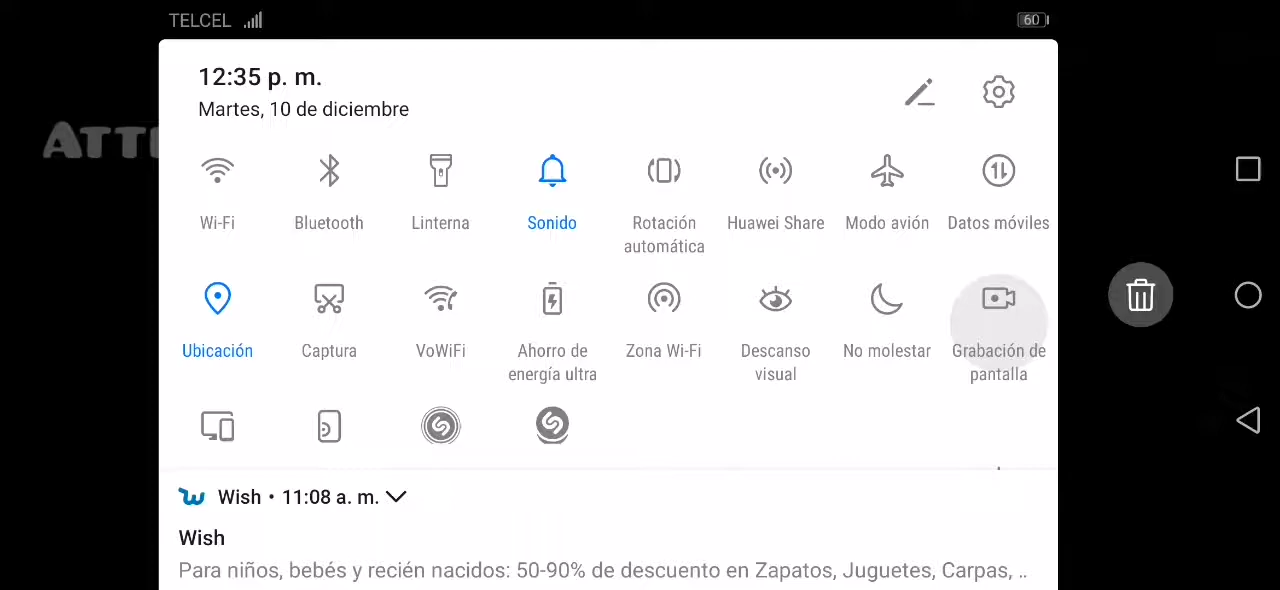 TELCEL
60
12:35 p. m.
Martes, 10 de diciembre
Wi-Fi
Bluetooth
Linterna
Sonido
Rotación
automática
Huawei Share
Modo avión
Datos móviles
Ubicación
Captura
VoWiFi
Ahorro de
energía ultra
Zona Wi-Fi
Descanso
visual
No molestar
Grabación de
pantalla
Wish • 11:08 a. m.
Wish
Para niños, bebés y recién nacidos: 50-90% de descuento en Zapatos, Juguetes, Carpas, ..